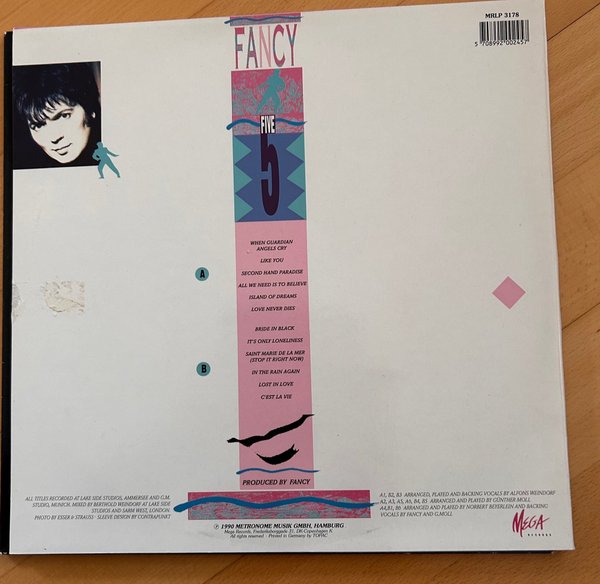 MRLP 3178
5 708992 002457
FANCY
FIVE
5
WHEN GUARDIAN
ANGELS CRY
LIKE YOU
A
SECOND HAND PARADISE
ALL WE NEED IS TO BELIEVE
ISLAND OF DREAMS
LOVE NEVER DIES
BRIDE IN BLACK
IT'S ONLY LONELINESS
SAINT MARIE DE LA MER
(STOP IT RIGHT NOW)
B
IN THE RAIN AGAIN
LOST IN LOVE
C'EST LA VIE
PRODUCED BY FANCY
ALL TITLES RECORDED AT LAKE SIDE STUDIOS, AMMERSEE AND G.M.
STUDIO, MUNICH. MIXED BY BERTHOLD WEINDORF AT LAKE SIDE
STUDIOS AND SARM WEST, LONDON
PHOTO BY ESSER & STRAUSS · SLEEVE DESIGN BY CONTRAPUNKT
A1, B2, B3 ARRANGED, PLAYED AND BACKING VOCALS BY ALFONS WEINDORF
A2, A3, A5, A6, B4, B5 ARRANGED AND PLAYED BY GÜNTHER MOLL
A4,B1, B6 ARRANGED AND PLAYED BY NORBERT BEYERLEIN AND BACKING
VOCALS BY FANCY AND G.MOLL
℗ 1990 METRONOME MUSIK GMBH, HAMBURG
Mega Records, Frederiksborggade 31, DK-Copenhagen K
All rights reserved · Printed in Germany by TOPAC
MEGA
RECORDS